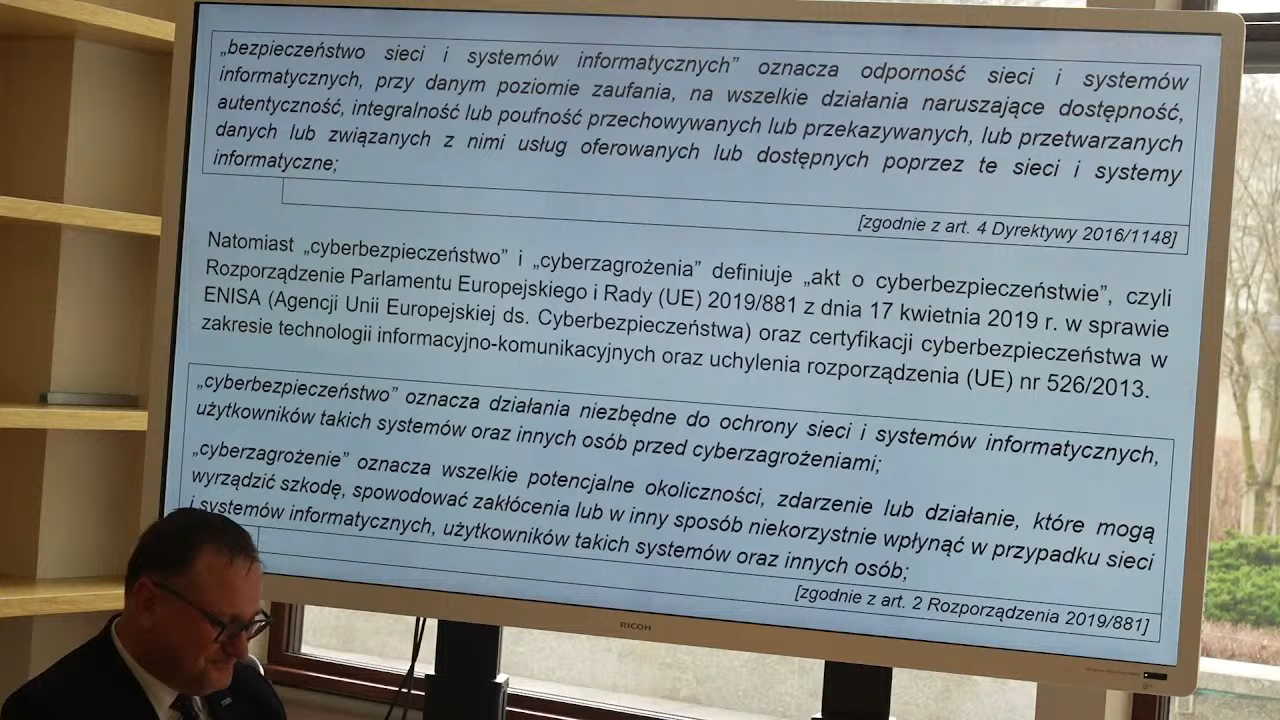 „bezpieczeństwo sieci i systemów informatycznych” oznacza odporność sieci i systemów
informatycznych, przy danym poziomie zaufania, na wszelkie działania naruszające dostępność,
autentyczność, integralność lub poufność przechowywanych lub przekazywanych, lub przetwarzanych
danych lub związanych z nimi usług oferowanych lub dostępnych poprzez te sieci i systemy
informatyczne;
[zgodnie z art. 4 Dyrektywy 2016/1148]
Natomiast „cyberbezpieczeństwo” i „cyberzagrożenia” definiuje „akt o cyberbezpieczeństwie”, czyli
Rozporządzenie Parlamentu Europejskiego i Rady (UE) 2019/881 z dnia 17 kwietnia 2019 r. w sprawie
ENISA (Agencji Unii Europejskiej ds. Cyberbezpieczeństwa) oraz certyfikacji cyberbezpieczeństwa w
zakresie technologii informacyjno-komunikacyjnych oraz uchylenia rozporządzenia (UE) nr 526/2013.
„cyberbezpieczeństwo” oznacza działania niezbędne do ochrony sieci i systemów informatycznych,
użytkowników takich systemów oraz innych osób przed cyberzagrożeniami;
„cyberzagrożenie” oznacza wszelkie potencjalne okoliczności, zdarzenie lub działanie, które mogą
wyrządzić szkodę, spowodować zakłócenia lub w inny sposób niekorzystnie wpłynąć w przypadku sieci
i systemów informatycznych, użytkowników takich systemów oraz innych osób;
[zgodnie z art. 2 Rozporządzenia 2019/881]
RICOH